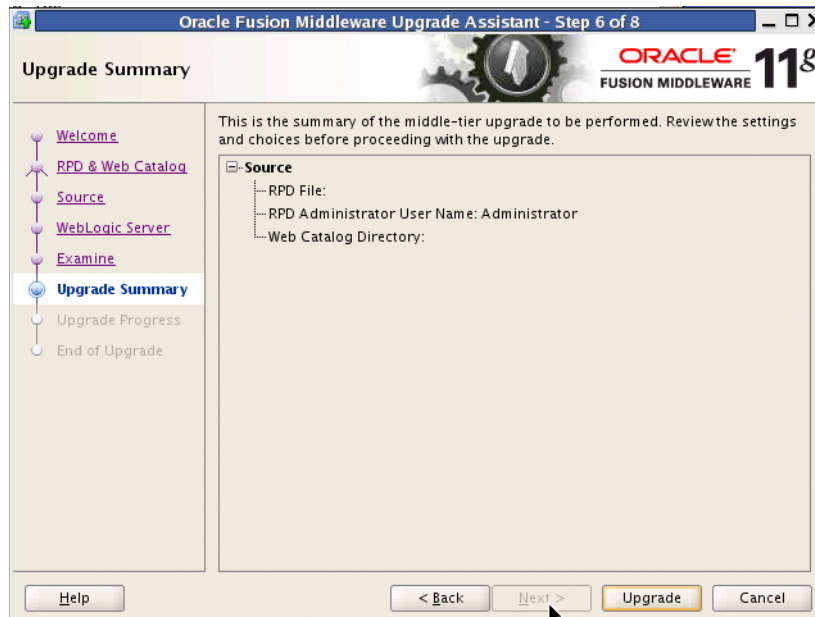 Oracle Fusion Middleware Upgrade Assistant - Step 6 of 8
Upgrade Summary
ORACLE
FUSION MIDDLEWARE
11g
Welcome
RPD & Web Catalog
Source
WebLogic Server
Examine
Upgrade Summary
Upgrade Progress
End of Upgrade
This is the summary of the middle-tier upgrade to be performed. Review the settings
and choices before proceeding with the upgrade.
Source
RPD File:
RPD Administrator User Name: Administrator
Web Catalog Directory:
Help
< Back
Next >
Upgrade
Cancel